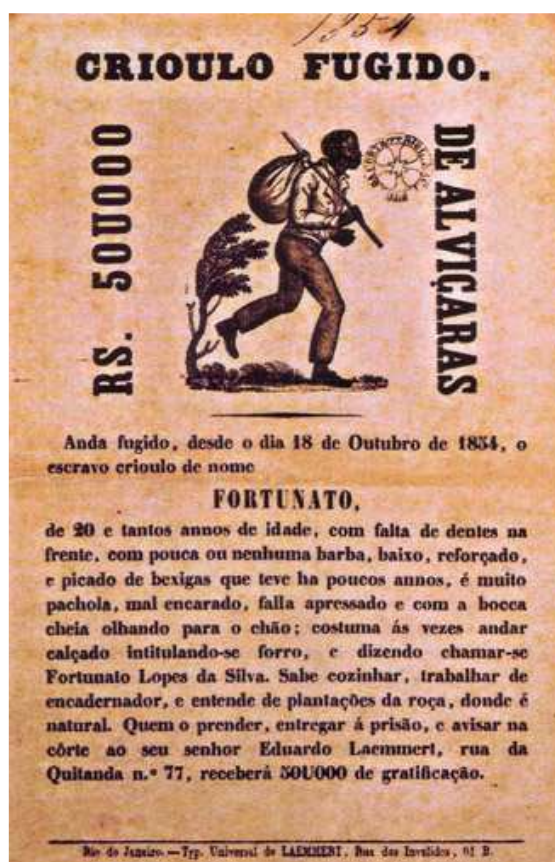 1854
CRIOULO FUGIDO.
RS. 50U000
DE ALVIÇARAS
Anda fugido, desde o dia 18 de Outubro de 1854, o
escravo crioulo de nome
FORTUNATO,
de 20 e tantos annos de idade, com falta de dentes na
frente, com pouca ou nenhuma barba, baixo, reforçado,
e picado de bexigas que teve ha poucos annos, é muito
pachola, mal encarado, falla apressado e com a bocca
cheia olhando para o chão; costuma ás vezes andar
calçado intitulando-se forro, e dizendo chamar-se
Fortunato Lopes da Silva. Sabe cozinhar, trabalhar de
encadernador, e entende de plantações da roça, donde é
natural. Quem o prender, entregar á prisão, e avisar na
côrte ao seu senhor Eduardo Laemmert, rua da
Quitanda n.º 77, receberá 50U000 de gratificação.
Rio de Janeiro.—Typ. Universal de LAEMMERT, Rua dos Invalidos, 61 B.